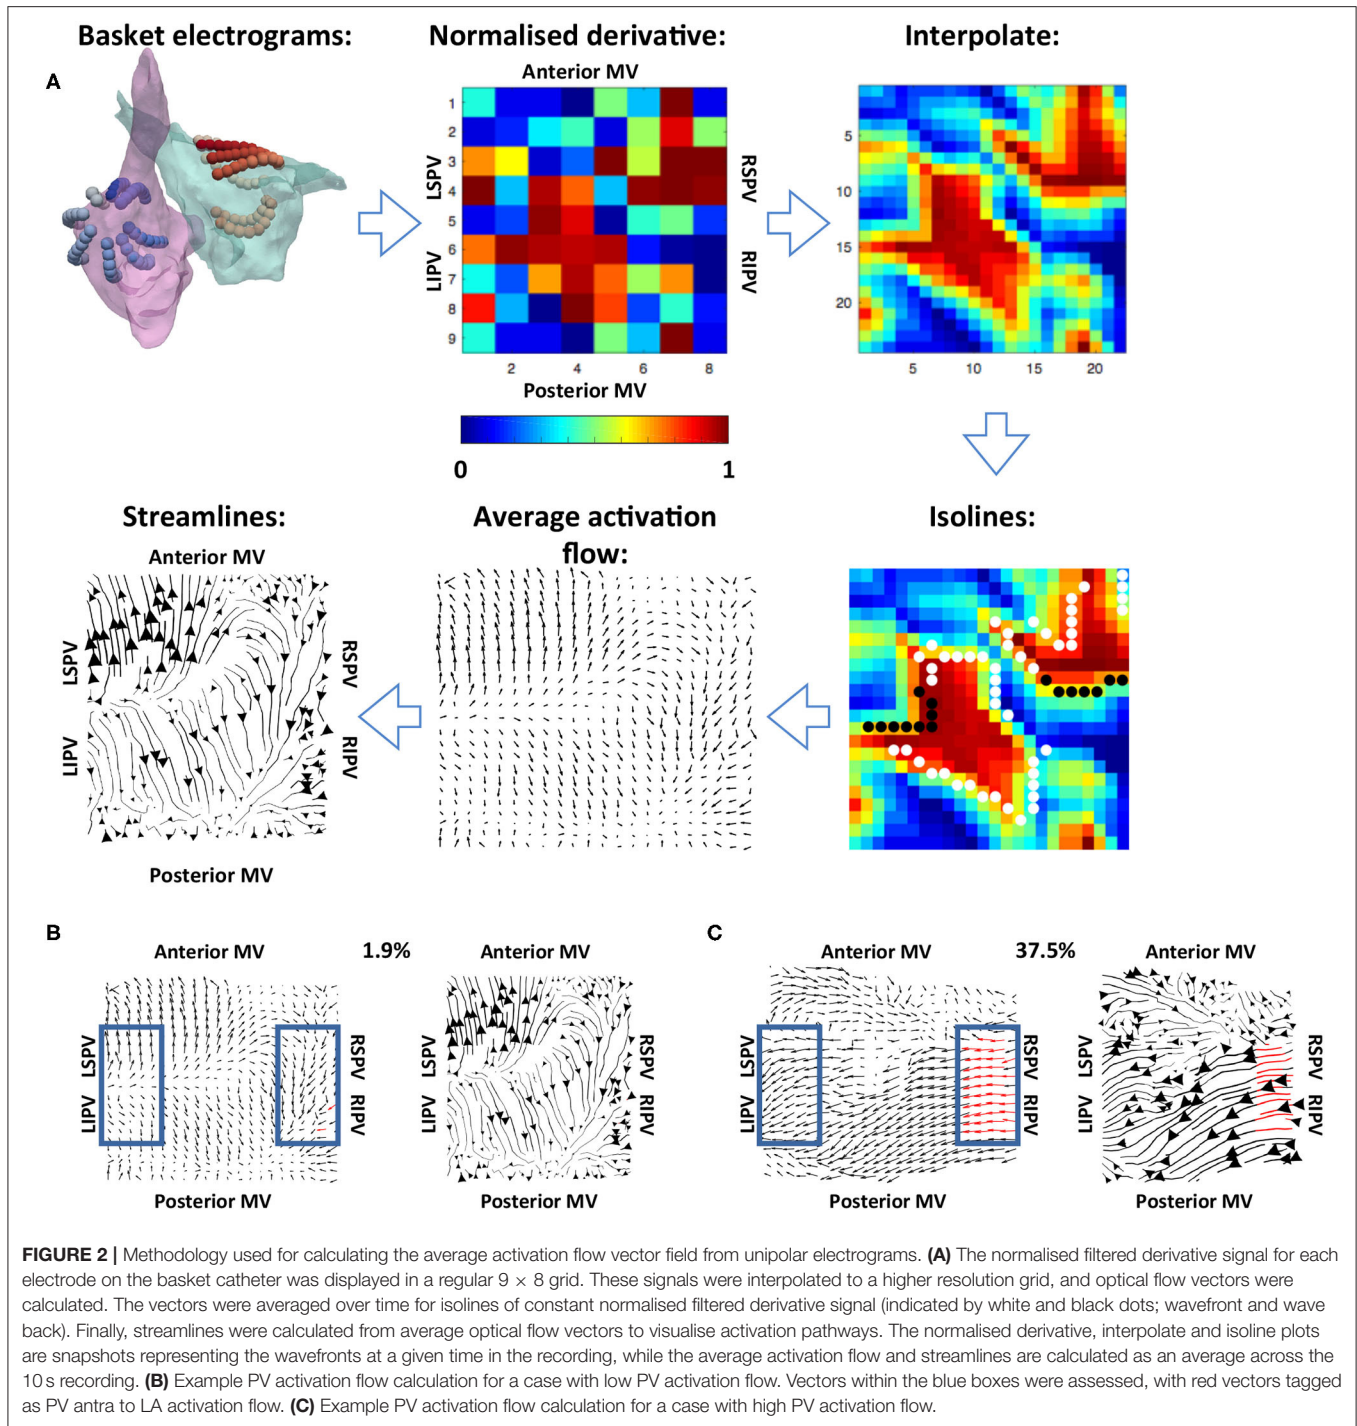 Basket electrograms:
Normalised derivative:
Interpolate:
A
Anterior MV
1
2
3
4
5
6
7
8
9
LSPV
LIPV
RSPV
RIPV
2
4
6
8
Posterior MV
0
1
5
10
15
20
5
10
15
20
Streamlines:
Average activation
flow:
Isolines:
Anterior MV
LSPV
LIPV
RSPV
RIPV
Posterior MV
B
Anterior MV
1.9%
Anterior MV
LSPV
LIPV
RSPV
RIPV
LSPV
LIPV
RSPV
RIPV
Posterior MV
Posterior MV
C
Anterior MV
37.5%
Anterior MV
LSPV
LIPV
RSPV
RIPV
LSPV
LIPV
RSPV
RIPV
Posterior MV
Posterior MV
FIGURE 2 | Methodology used for calculating the average activation flow vector field from unipolar electrograms. (A) The normalised filtered derivative signal for each
electrode on the basket catheter was displayed in a regular 9 × 8 grid. These signals were interpolated to a higher resolution grid, and optical flow vectors were
calculated. The vectors were averaged over time for isolines of constant normalised filtered derivative signal (indicated by white and black dots; wavefront and wave
back). Finally, streamlines were calculated from average optical flow vectors to visualise activation pathways. The normalised derivative, interpolate and isoline plots
are snapshots representing the wavefronts at a given time in the recording, while the average activation flow and streamlines are calculated as an average across the
10 s recording. (B) Example PV activation flow calculation for a case with low PV activation flow. Vectors within the blue boxes were assessed, with red vectors tagged
as PV antra to LA activation flow. (C) Example PV activation flow calculation for a case with high PV activation flow.